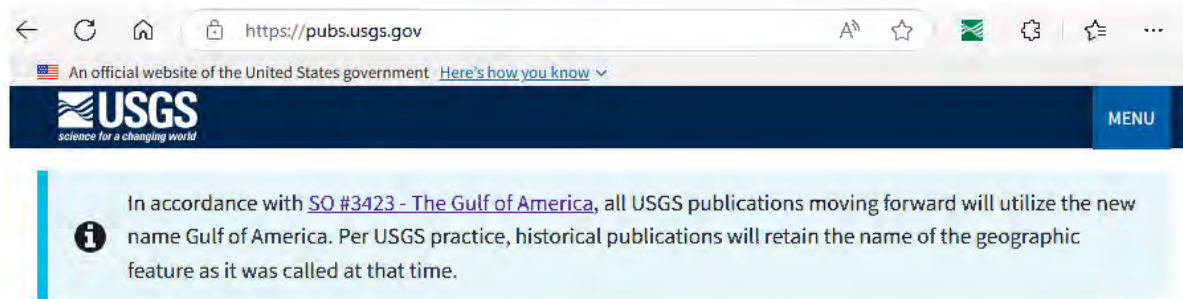 https://pubs.usgs.gov
An official website of the United States government Here's how you know
USGS
science for a changing world
MENU
In accordance with SO #3423 - The Gulf of America, all USGS publications moving forward will utilize the new
name Gulf of America. Per USGS practice, historical publications will retain the name of the geographic
feature as it was called at that time.